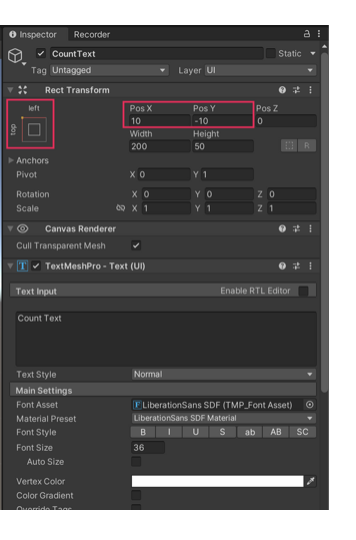 Inspector Recorder
CountText Static
Tag Untagged Layer UI
Rect Transform
left Pos X Pos Y Pos Z
top 10 -10 0
Width Height
200 50
R
Anchors
Pivot X 0 Y 1
Rotation X 0 Y 0 Z 0
Scale X 1 Y 1 Z 1
Canvas Renderer
Cull Transparent Mesh
T TextMeshPro - Text (UI)
Text Input Enable RTL Editor
Count Text
Text Style Normal
Main Settings
Font Asset F LiberationSans SDF (TMP_Font Asset)
Material Preset LiberationSans SDF Material
Font Style B I U S ab AB SC
Font Size 36
Auto Size
Vertex Color
Color Gradient
Override Tags